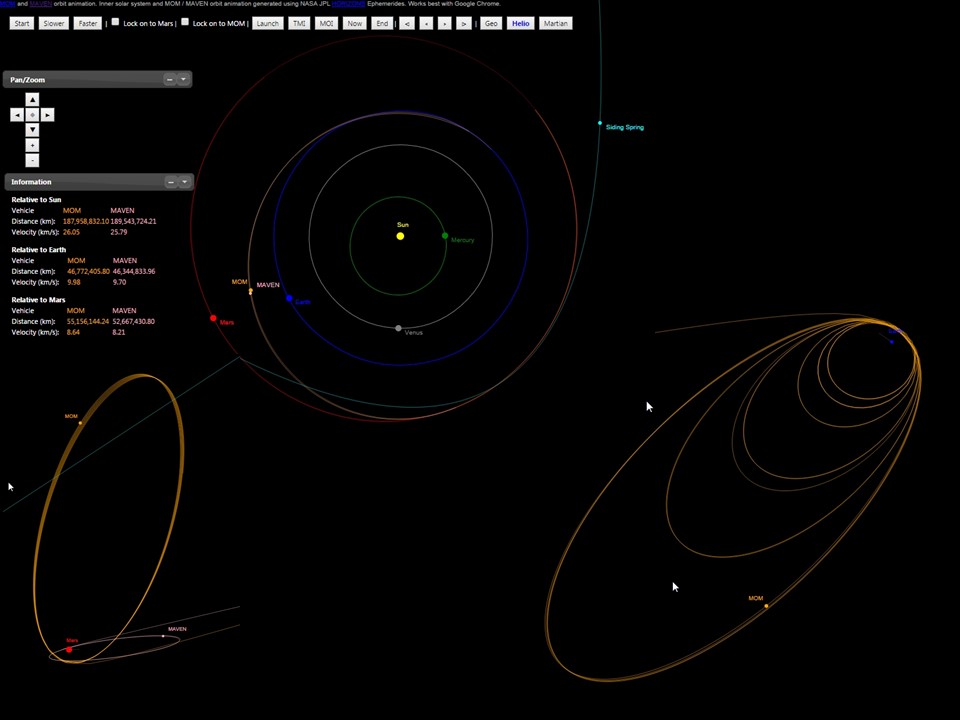 MOM and MAVEN orbit animation. Inner solar system and MOM / MAVEN orbit animation generated using NASA JPL HORIZONS Ephemerides. Works best with Google Chrome.
Start Slower Faster | Lock on to Mars | Lock on to MOM | Launch TMI MOI Now End | < « » > | Geo Helio Martian
Pan/Zoom
+
-
Siding Spring
Information
Relative to Sun
Vehicle MOM MAVEN
Distance (km): 187,958,832.10 189,543,724.21
Velocity (km/s): 26.05 25.79
Relative to Earth
Vehicle MOM MAVEN
Distance (km): 46,772,405.80 46,344,833.96
Velocity (km/s): 9.98 9.70
Relative to Mars
Vehicle MOM MAVEN
Distance (km): 55,156,144.24 52,667,430.80
Velocity (km/s): 8.64 8.21
Sun
Mercury
MOM MAVEN
Earth
Mars
Venus
MOM
MOM
MAVEN
Mars